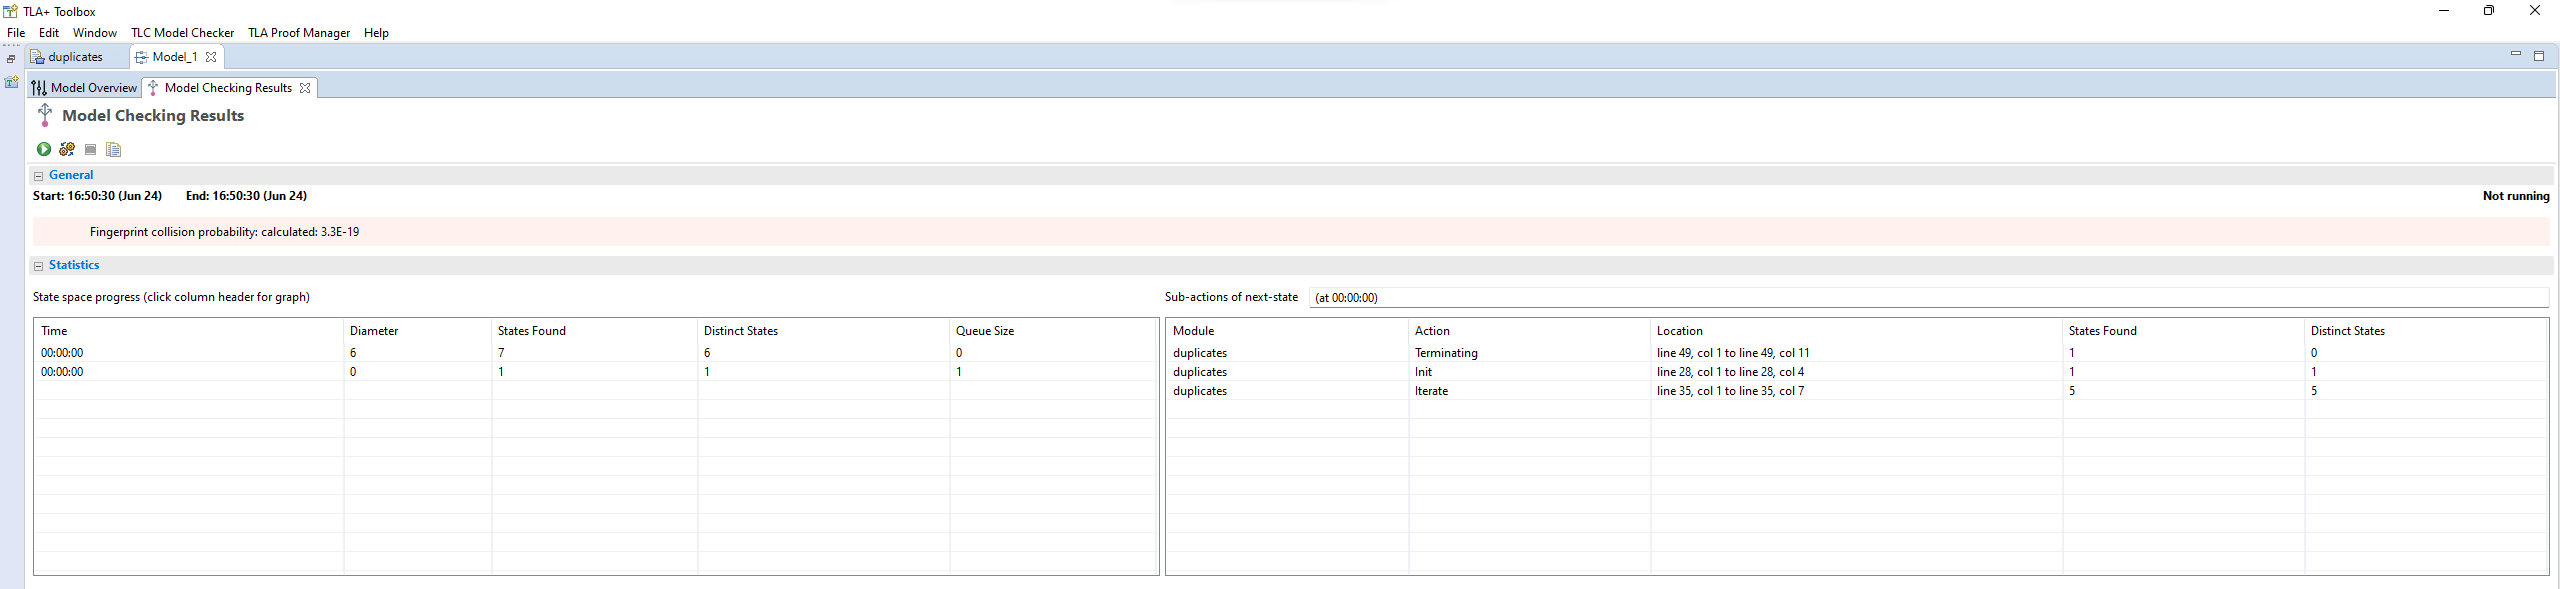 TLA+ Toolbox
File Edit Window TLC Model Checker TLA Proof Manager Help
duplicates Model_1
Model Overview Model Checking Results
Model Checking Results
General
Start: 16:50:30 (Jun 24) End: 16:50:30 (Jun 24) Not running
Fingerprint collision probability: calculated: 3.3E-19
Statistics
State space progress (click column header for graph) Sub-actions of next-state (at 00:00:00)
Time Diameter States Found Distinct States Queue Size Module Action Location States Found Distinct States
00:00:00 6 7 6 0 duplicates Terminating line 49, col 1 to line 49, col 11 1 0
00:00:00 0 1 1 1 duplicates Init line 28, col 1 to line 28, col 4 1 1
duplicates Iterate line 35, col 1 to line 35, col 7 5 5